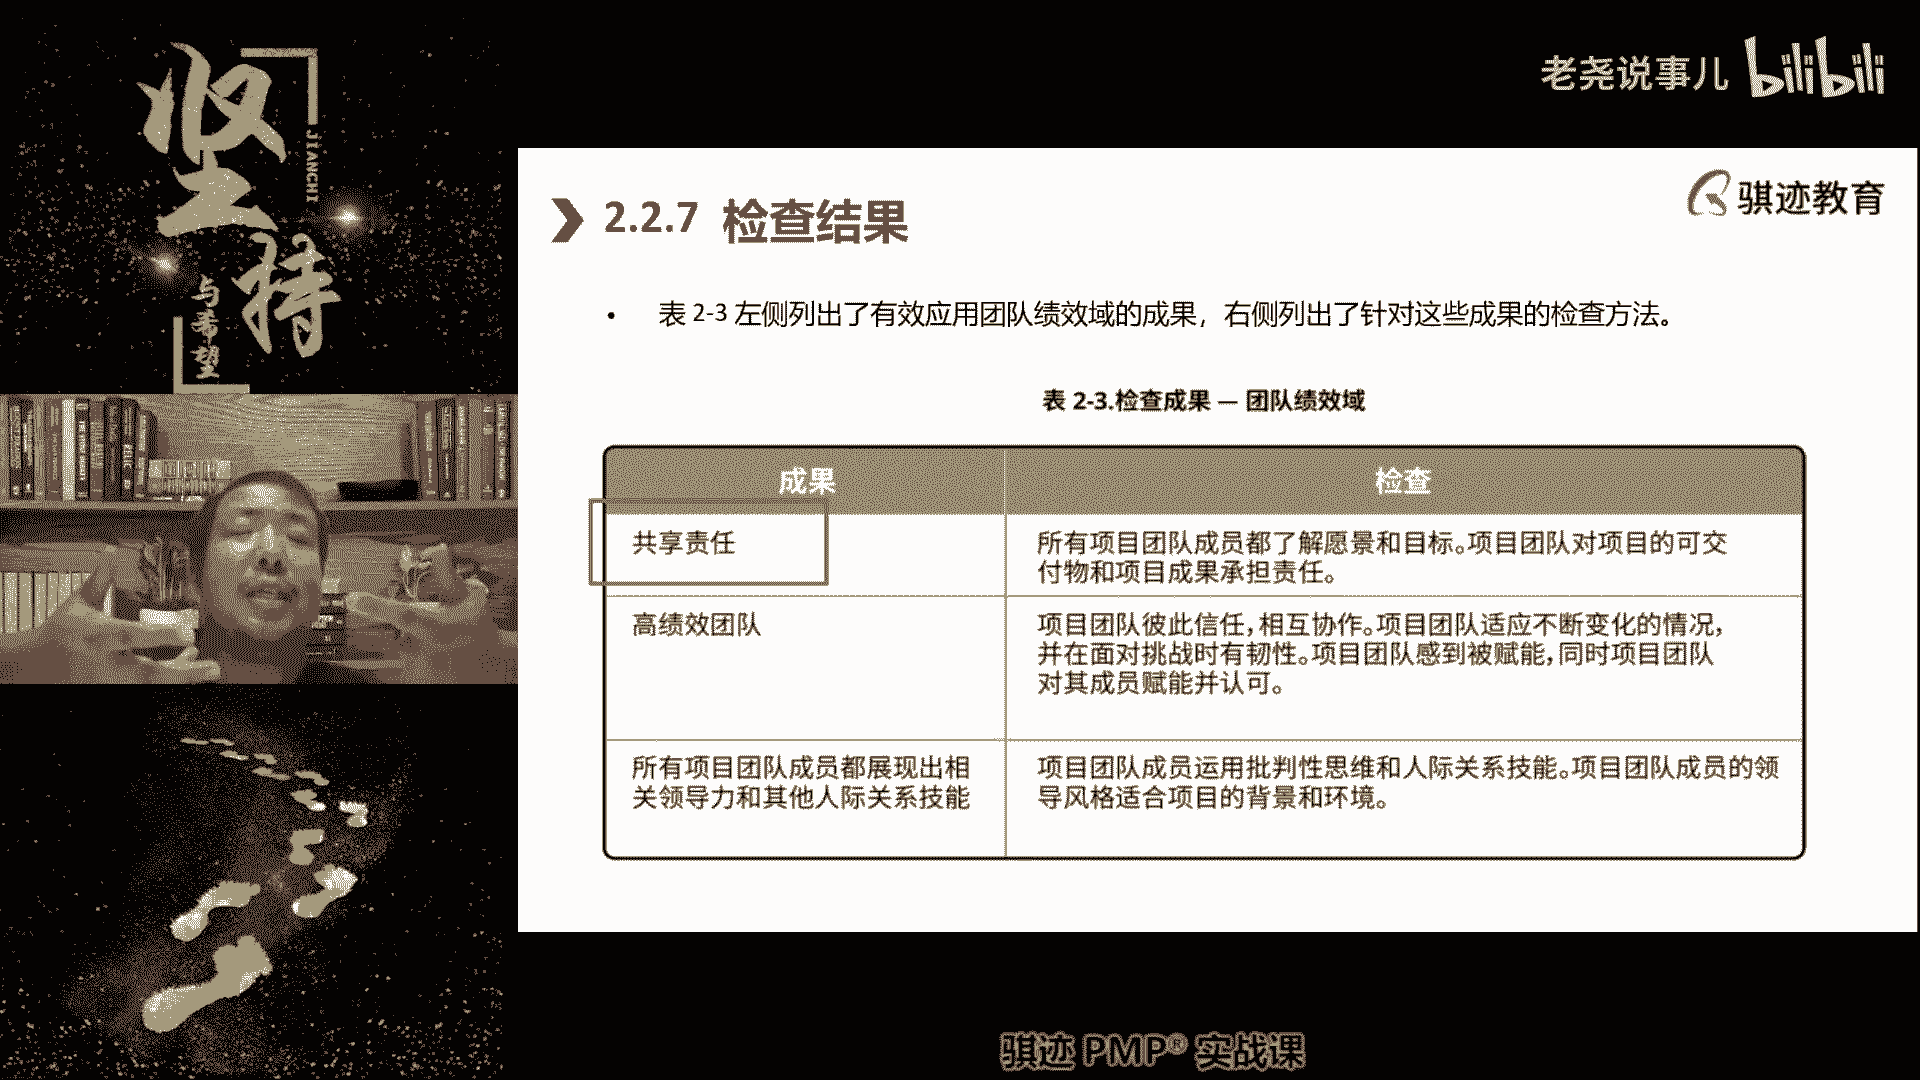 坚持
JIANCHI
与希望
老尧说事儿 bilibili
骐迹教育
2.2.7 检查结果
• 表 2-3 左侧列出了有效应用团队绩效域的成果，右侧列出了针对这些成果的检查方法。
表 2-3.检查成果 — 团队绩效域
成果 检查
共享责任
所有项目团队成员都了解愿景和目标。项目团队对项目的可交
付物和项目成果承担责任。
高绩效团队
项目团队彼此信任，相互协作。项目团队适应不断变化的情况，
并在面对挑战时有韧性。项目团队感到被赋能，同时项目团队
对其成员赋能并认可。
所有项目团队成员都展现出相
关领导力和其他人际关系技能
项目团队成员运用批判性思维和人际关系技能。项目团队成员的领
导风格适合项目的背景和环境。
骐迹 PMP® 实战课